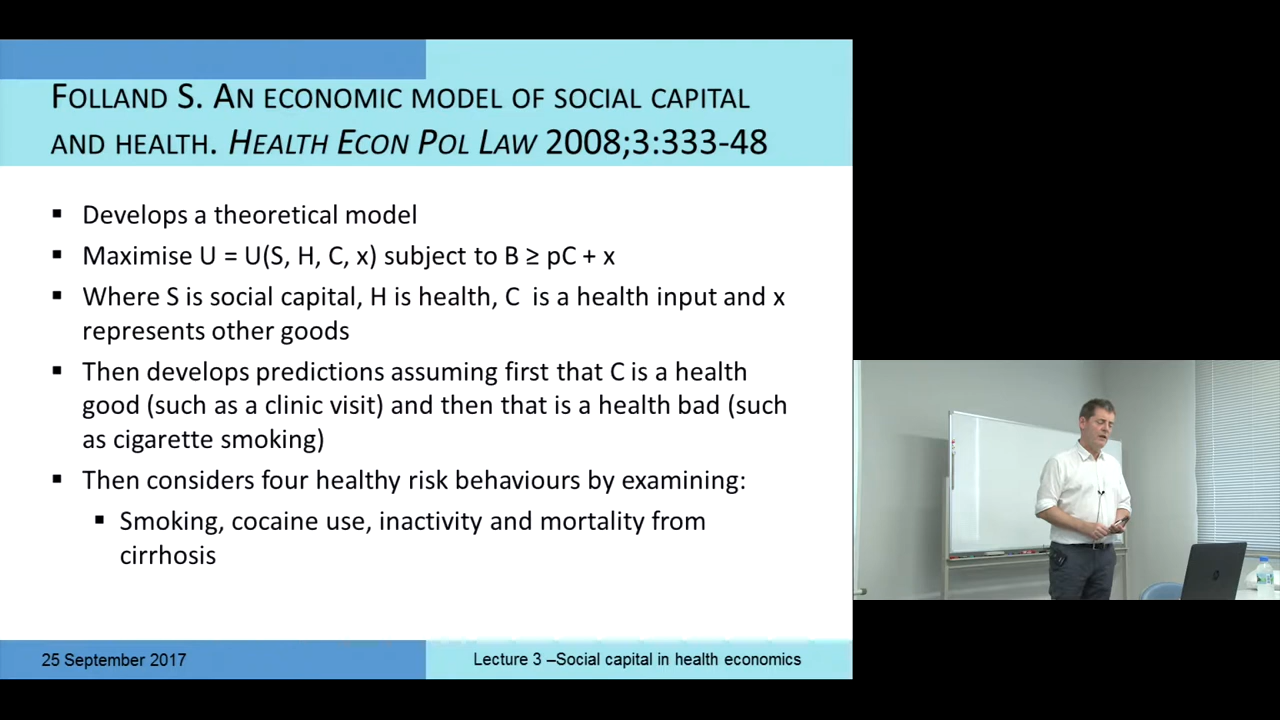 FOLLAND S. AN ECONOMIC MODEL OF SOCIAL CAPITAL
AND HEALTH. HEALTH ECON POL LAW 2008;3:333-48
▪ Develops a theoretical model
▪ Maximise U = U(S, H, C, x) subject to B ≥ pC + x
▪ Where S is social capital, H is health, C is a health input and x
represents other goods
▪ Then develops predictions assuming first that C is a health
good (such as a clinic visit) and then that is a health bad (such
as cigarette smoking)
▪ Then considers four healthy risk behaviours by examining:
▪ Smoking, cocaine use, inactivity and mortality from
cirrhosis
25 September 2017
Lecture 3 –Social capital in health economics